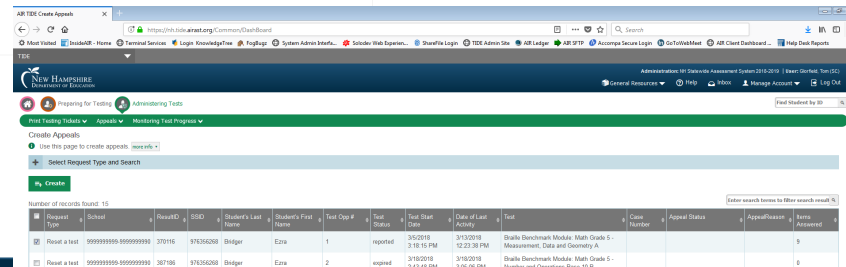 AIR TIDE Create Appeals
https://nh.tide.airast.org/Common/DashBoard
Search
Most Visited InsideAIR - Home Terminal Services Login KnowledgeTree FogBugz System Admin Interfa... Solodev Web Experien... ShareFile Login TIDE Admin Site AIR Ledger AIR SFTP Accompa Secure Login GoToWebMeet AIR Client Dashboard ... Help Desk Reports
TIDE
Administration: NH Statewide Assessment System 2018-2019 | User: Glorfeld, Tom (SC)
NEW HAMPSHIRE
DEPARTMENT OF EDUCATION
General Resources Help Inbox Manage Account Log Out
Preparing for Testing Administering Tests Find Student by ID
Print Testing Tickets Appeals Monitoring Test Progress
Create Appeals
Use this page to create appeals. more info
+ Select Request Type and Search
Create
Number of records found: 15 Enter search terms to filter search result
Request Type School ResultID SSID Student's Last Name Student's First Name Test Opp # Test Status Test Start Date Date of Last Activity Test Case Number Appeal Status AppealReason Items Answered
Reset a test 9999999999-9999999990 370116 976356268 Bridger Ezra 1 reported 3/5/2018 3:18:15 PM 3/13/2018 12:23:38 PM Braille Benchmark Module: Math Grade 5 - Measurement, Data and Geometry A 9
Reset a test 9999999999-9999999990 387186 976356268 Bridger Ezra 2 expired 3/18/2018 3/18/2018 Braille Benchmark Module: Math Grade 5 - 0